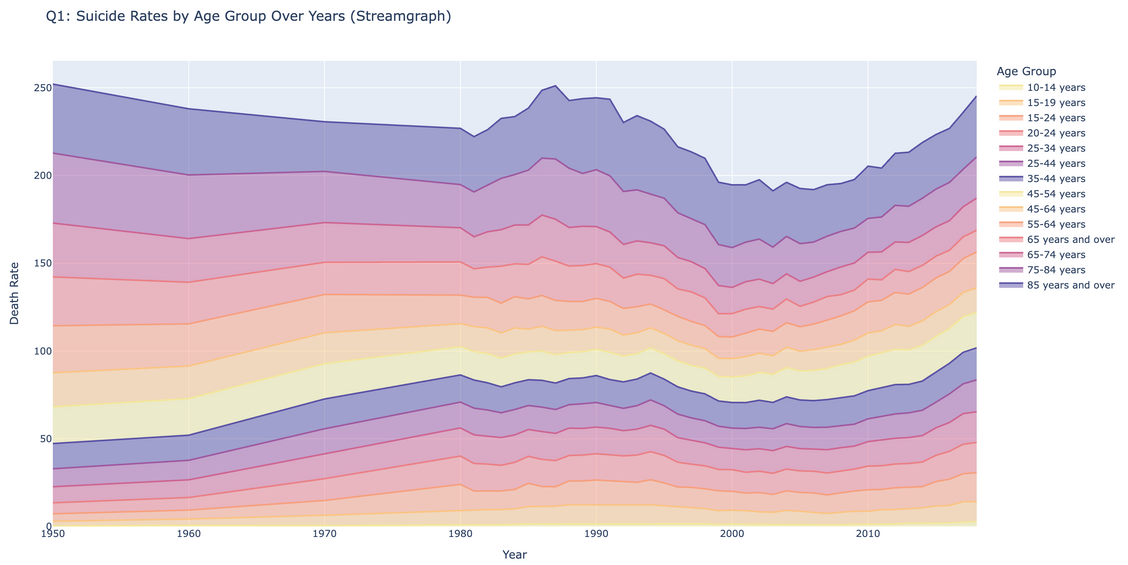 Q1: Suicide Rates by Age Group Over Years (Streamgraph)
Death Rate
250
200
150
100
50
0
1950
1960
1970
1980
1990
2000
2010
Year
Age Group
10-14 years
15-19 years
15-24 years
20-24 years
25-34 years
25-44 years
35-44 years
45-54 years
45-64 years
55-64 years
65 years and over
65-74 years
75-84 years
85 years and over